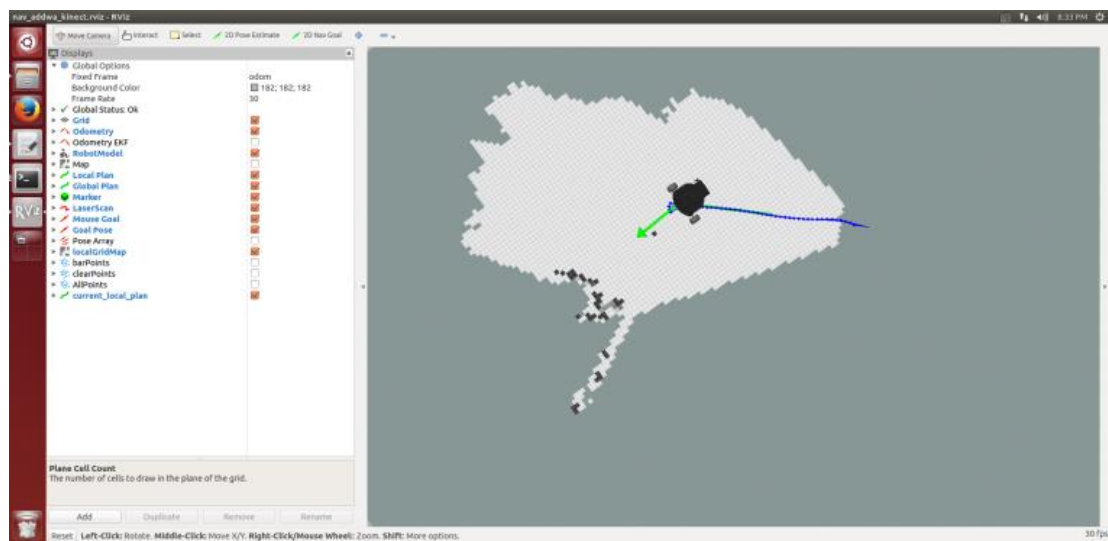 nav_addwa_kinect.rviz - RViz
8:33 PM
Move Camera Interact Select 2D Pose Estimate 2D Nav Goal
Displays
Global Options
Fixed Frame odom
Background Color 182; 182; 182
Frame Rate 30
Global Status: Ok
Grid
Odometry
Odometry EKF
RobotModel
Map
Local Plan
Global Plan
Marker
LaserScan
Mouse Goal
Goal Pose
Pose Array
localGridMap
barPoints
clearPoints
AllPoints
current_local_plan
RViz
Plane Cell Count
The number of cells to draw in the plane of the grid.
Add Duplicate Remove Rename
Reset Left-Click: Rotate. Middle-Click: Move X/Y. Right-Click/Mouse Wheel: Zoom. Shift: More options. 30 fps